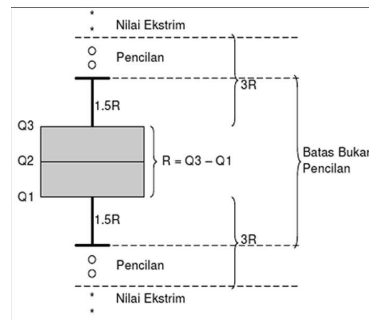 * Nilai Ekstrim
*
Pencilan
3R
1.5R
Q3
Q2
R = Q3 – Q1
Batas Bukan
Pencilan
Q1
1.5R
3R
Pencilan
* Nilai Ekstrim
*